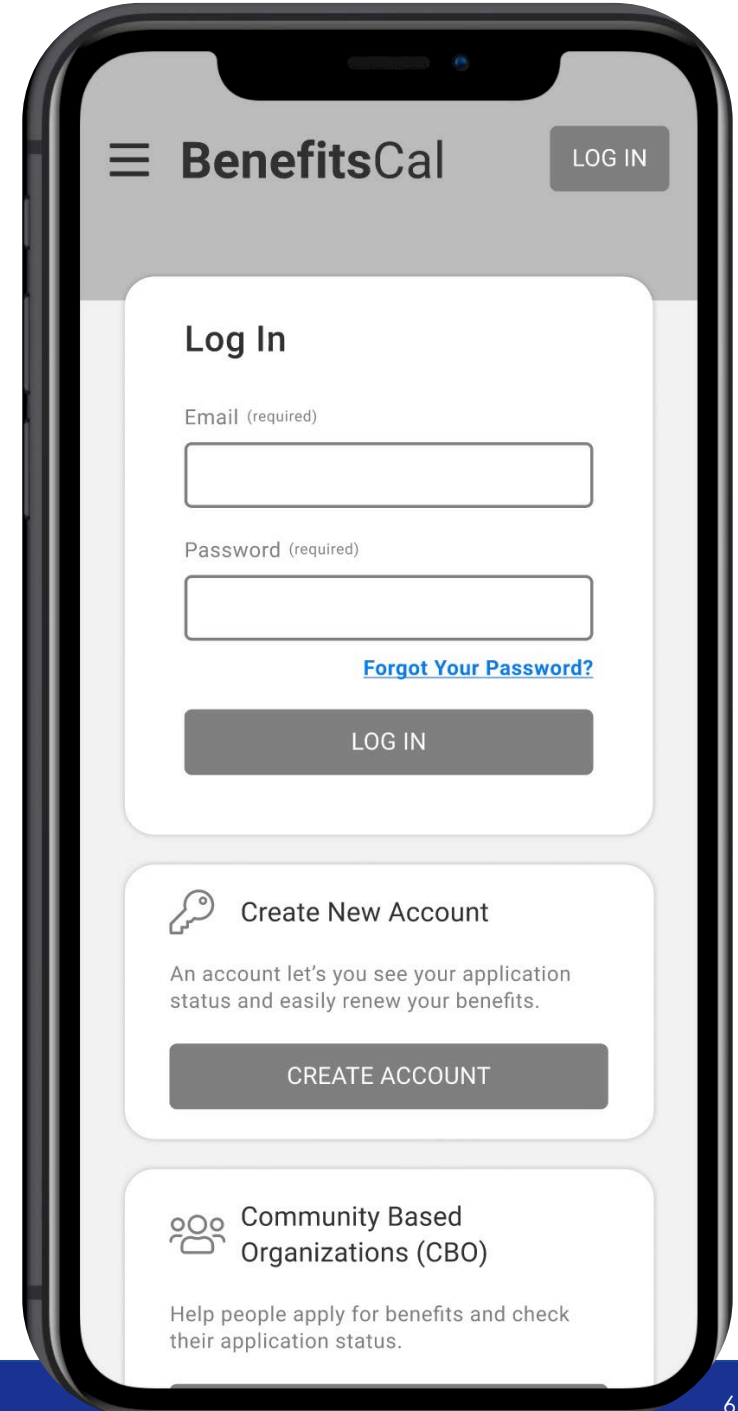 BenefitsCal
LOG IN
Log In
Email (required)
Password (required)
Forgot Your Password?
LOG IN
Create New Account
An account let's you see your application
status and easily renew your benefits.
CREATE ACCOUNT
Community Based
Organizations (CBO)
Help people apply for benefits and check
their application status.
6